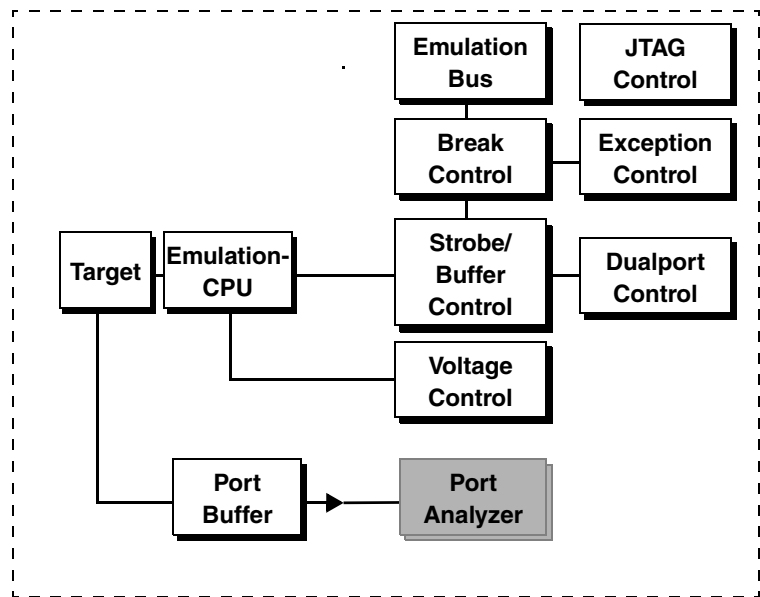 Emulation
Bus
JTAG
Control
Break
Control
Exception
Control
Target
Emulation-
CPU
Strobe/
Buffer
Control
Dualport
Control
Voltage
Control
Port
Buffer
Port
Analyzer